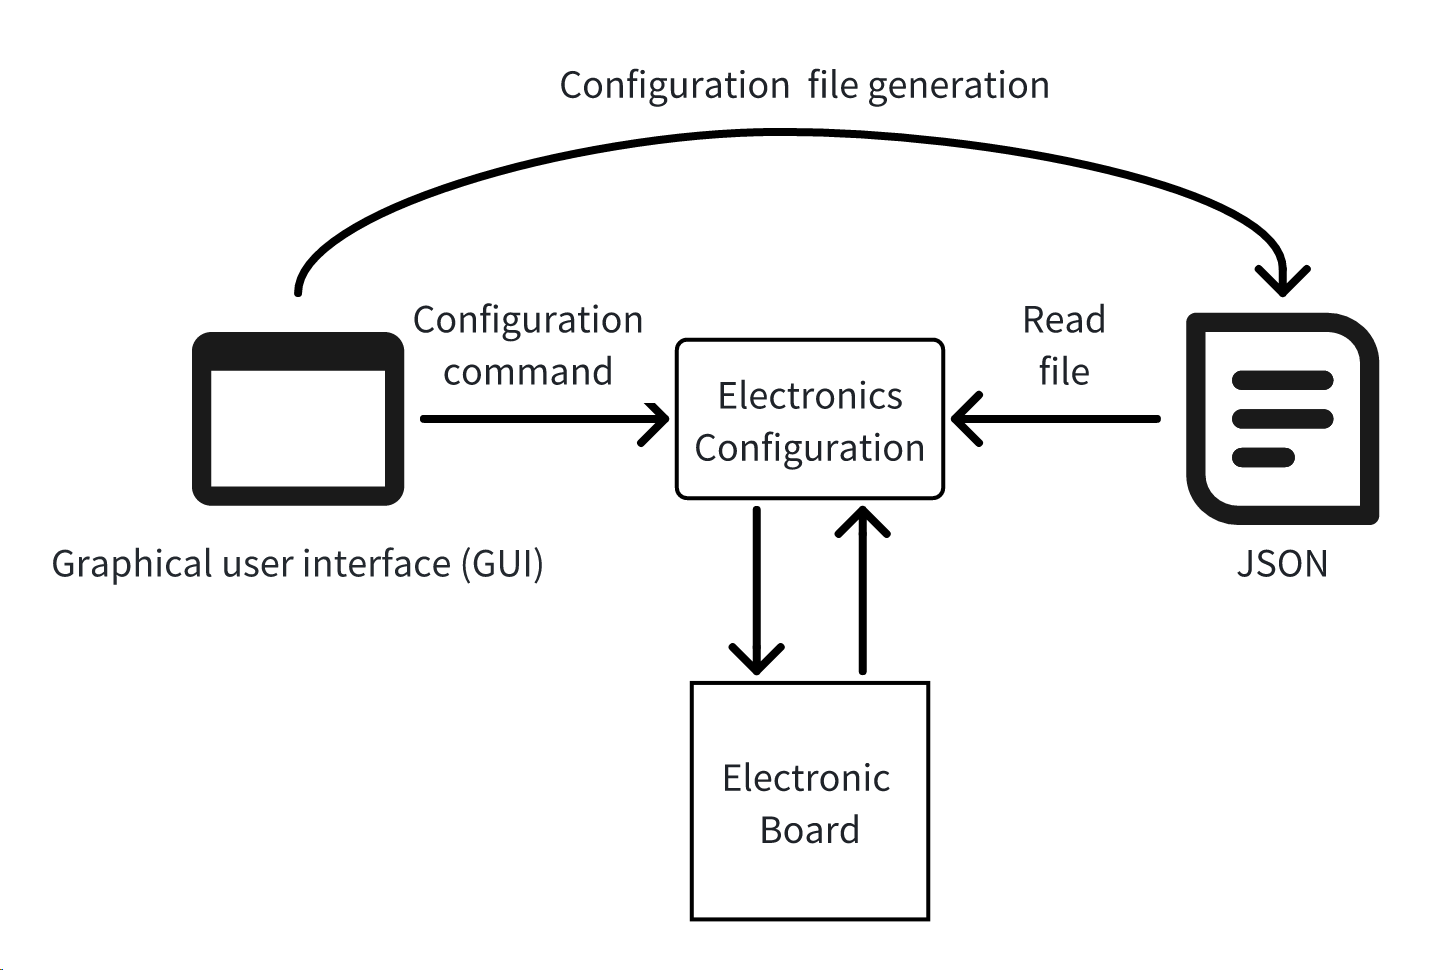 Configuration  file generation
Configuration
command
Read
file
Electronics
Configuration
Graphical user interface (GUI)
JSON
Electronic
Board